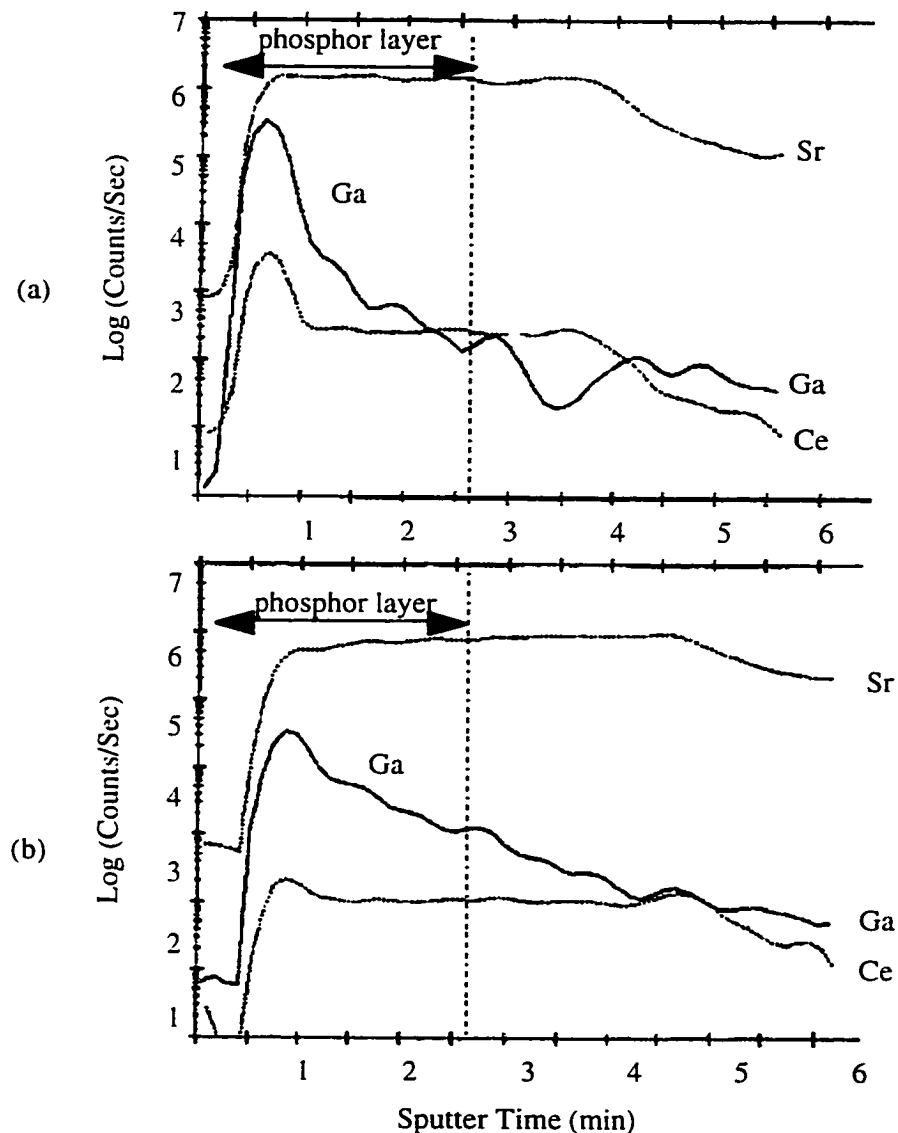 7
phosphor layer
6
Sr
5
Ga
4
(a)
Log (Counts/Sec)
3
2
Ga
Ce
1
1 2 3 4 5 6
7
phosphor layer
6
Sr
5
Ga
4
(b)
Log (Counts/Sec)
3
2
Ga
Ce
1
1 2 3 4 5 6
Sputter Time (min)